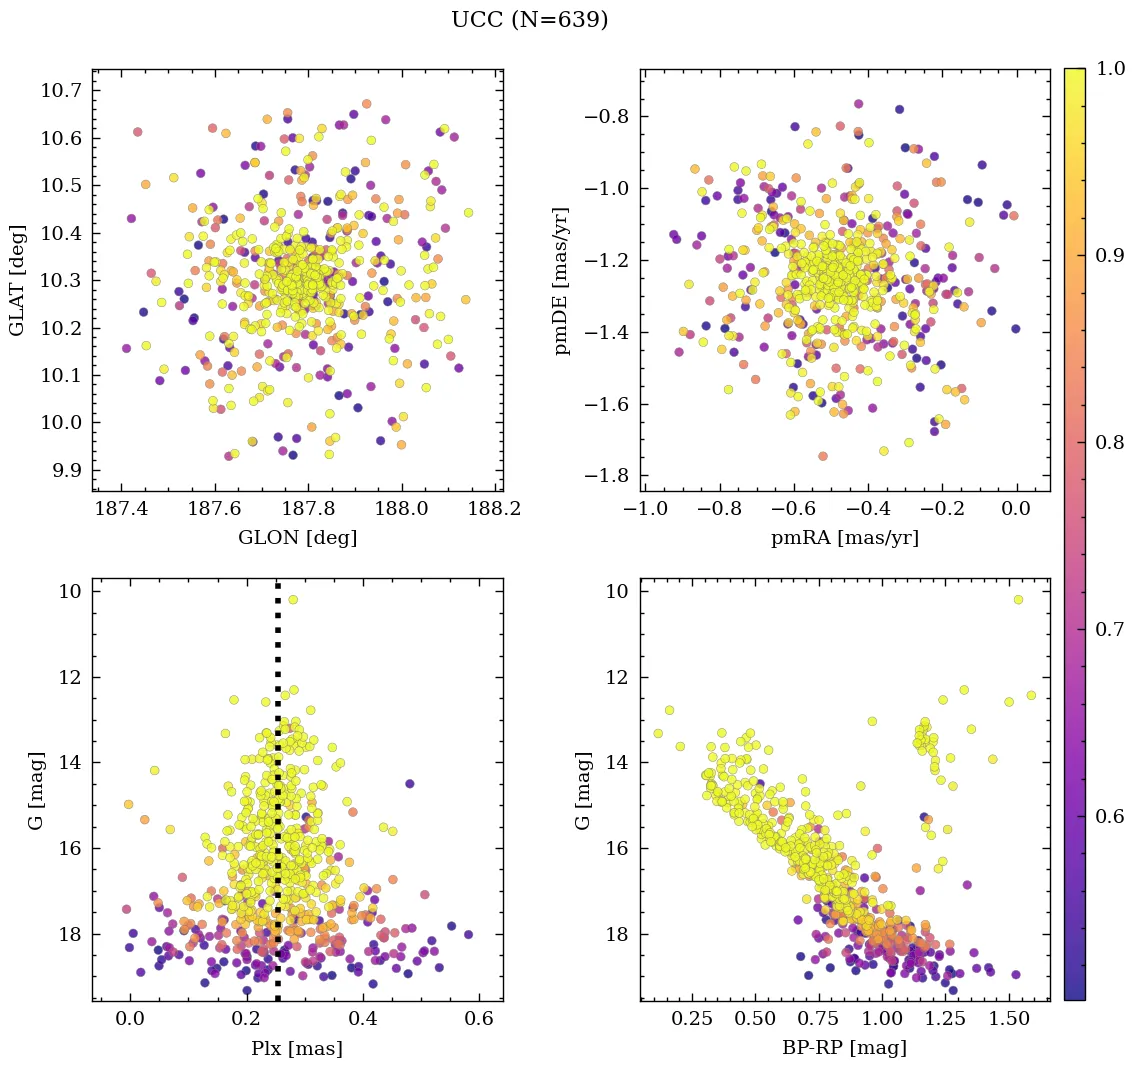 UCC (N=639)
10.7
10.6
10.5
10.4
10.3
10.2
10.1
10.0
9.9
GLAT [deg]
187.4 187.6 187.8 188.0 188.2
GLON [deg]
−0.8
−1.0
−1.2
−1.4
−1.6
−1.8
pmDE [mas/yr]
−1.0 −0.8 −0.6 −0.4 −0.2 0.0
pmRA [mas/yr]
10
12
14
16
18
G [mag]
0.0 0.2 0.4 0.6
Plx [mas]
10
12
14
16
18
G [mag]
0.25 0.50 0.75 1.00 1.25 1.50
BP-RP [mag]
1.0
0.9
0.8
0.7
0.6